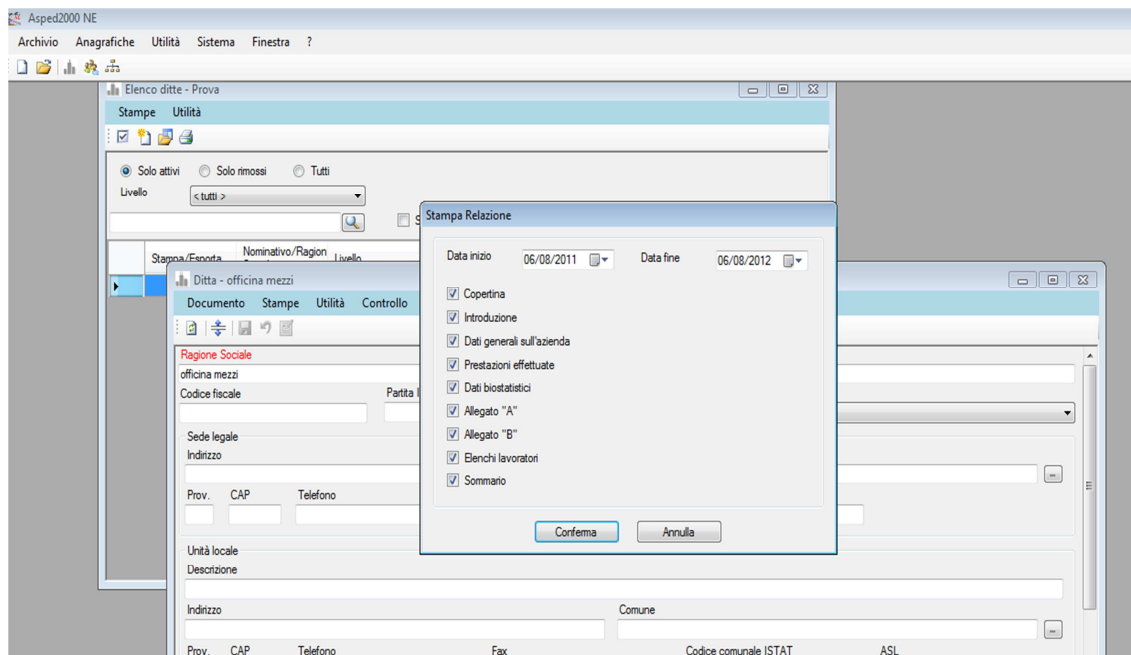 Asped2000 NE
Archivio Anagrafiche Utilità Sistema Finestra ?
Elenco ditte - Prova
Stampe Utilità
Solo attivi Solo rimossi Tutti
Livello < tutti >
Stampa/Esporta Nominativo/Ragion Livello
Ditta - officina mezzi
Documento Stampe Utilità Controllo
Ragione Sociale
officina mezzi
Codice fiscale Partita
Sede legale
Indirizzo
Prov. CAP Telefono
Unità locale
Descrizione
Indirizzo Comune
Prov. CAP Telefono Fax Codice comunale ISTAT ASL
Stampa Relazione
Data inizio 06/08/2011 Data fine 06/08/2012
Copertina
Introduzione
Dati generali sull'azienda
Prestazioni effettuate
Dati biostatistici
Allegato "A"
Allegato "B"
Elenchi lavoratori
Sommario
Conferma Annulla